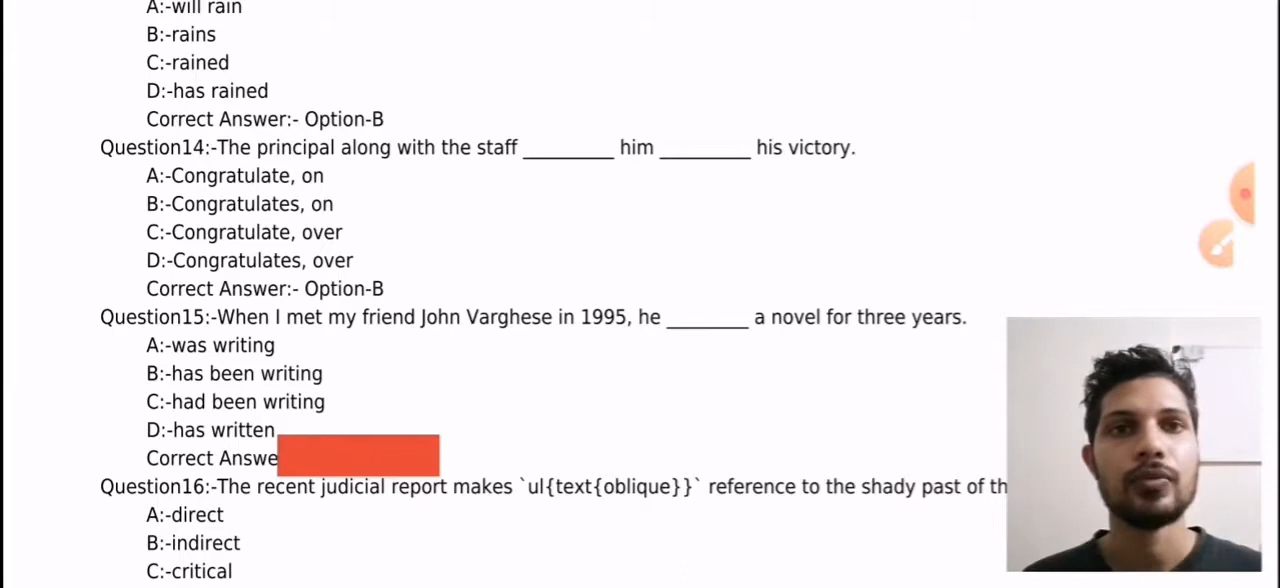 A:-will rain
B:-rains
C:-rained
D:-has rained
Correct Answer:- Option-B
Question14:-The principal along with the staff _________ him _________ his victory.
A:-Congratulate, on
B:-Congratulates, on
C:-Congratulate, over
D:-Congratulates, over
Correct Answer:- Option-B
Question15:-When I met my friend John Varghese in 1995, he ________ a novel for three years.
A:-was writing
B:-has been writing
C:-had been writing
D:-has written
Correct Answe
Question16:-The recent judicial report makes `ul{text{oblique}}` reference to the shady past of th
A:-direct
B:-indirect
C:-critical